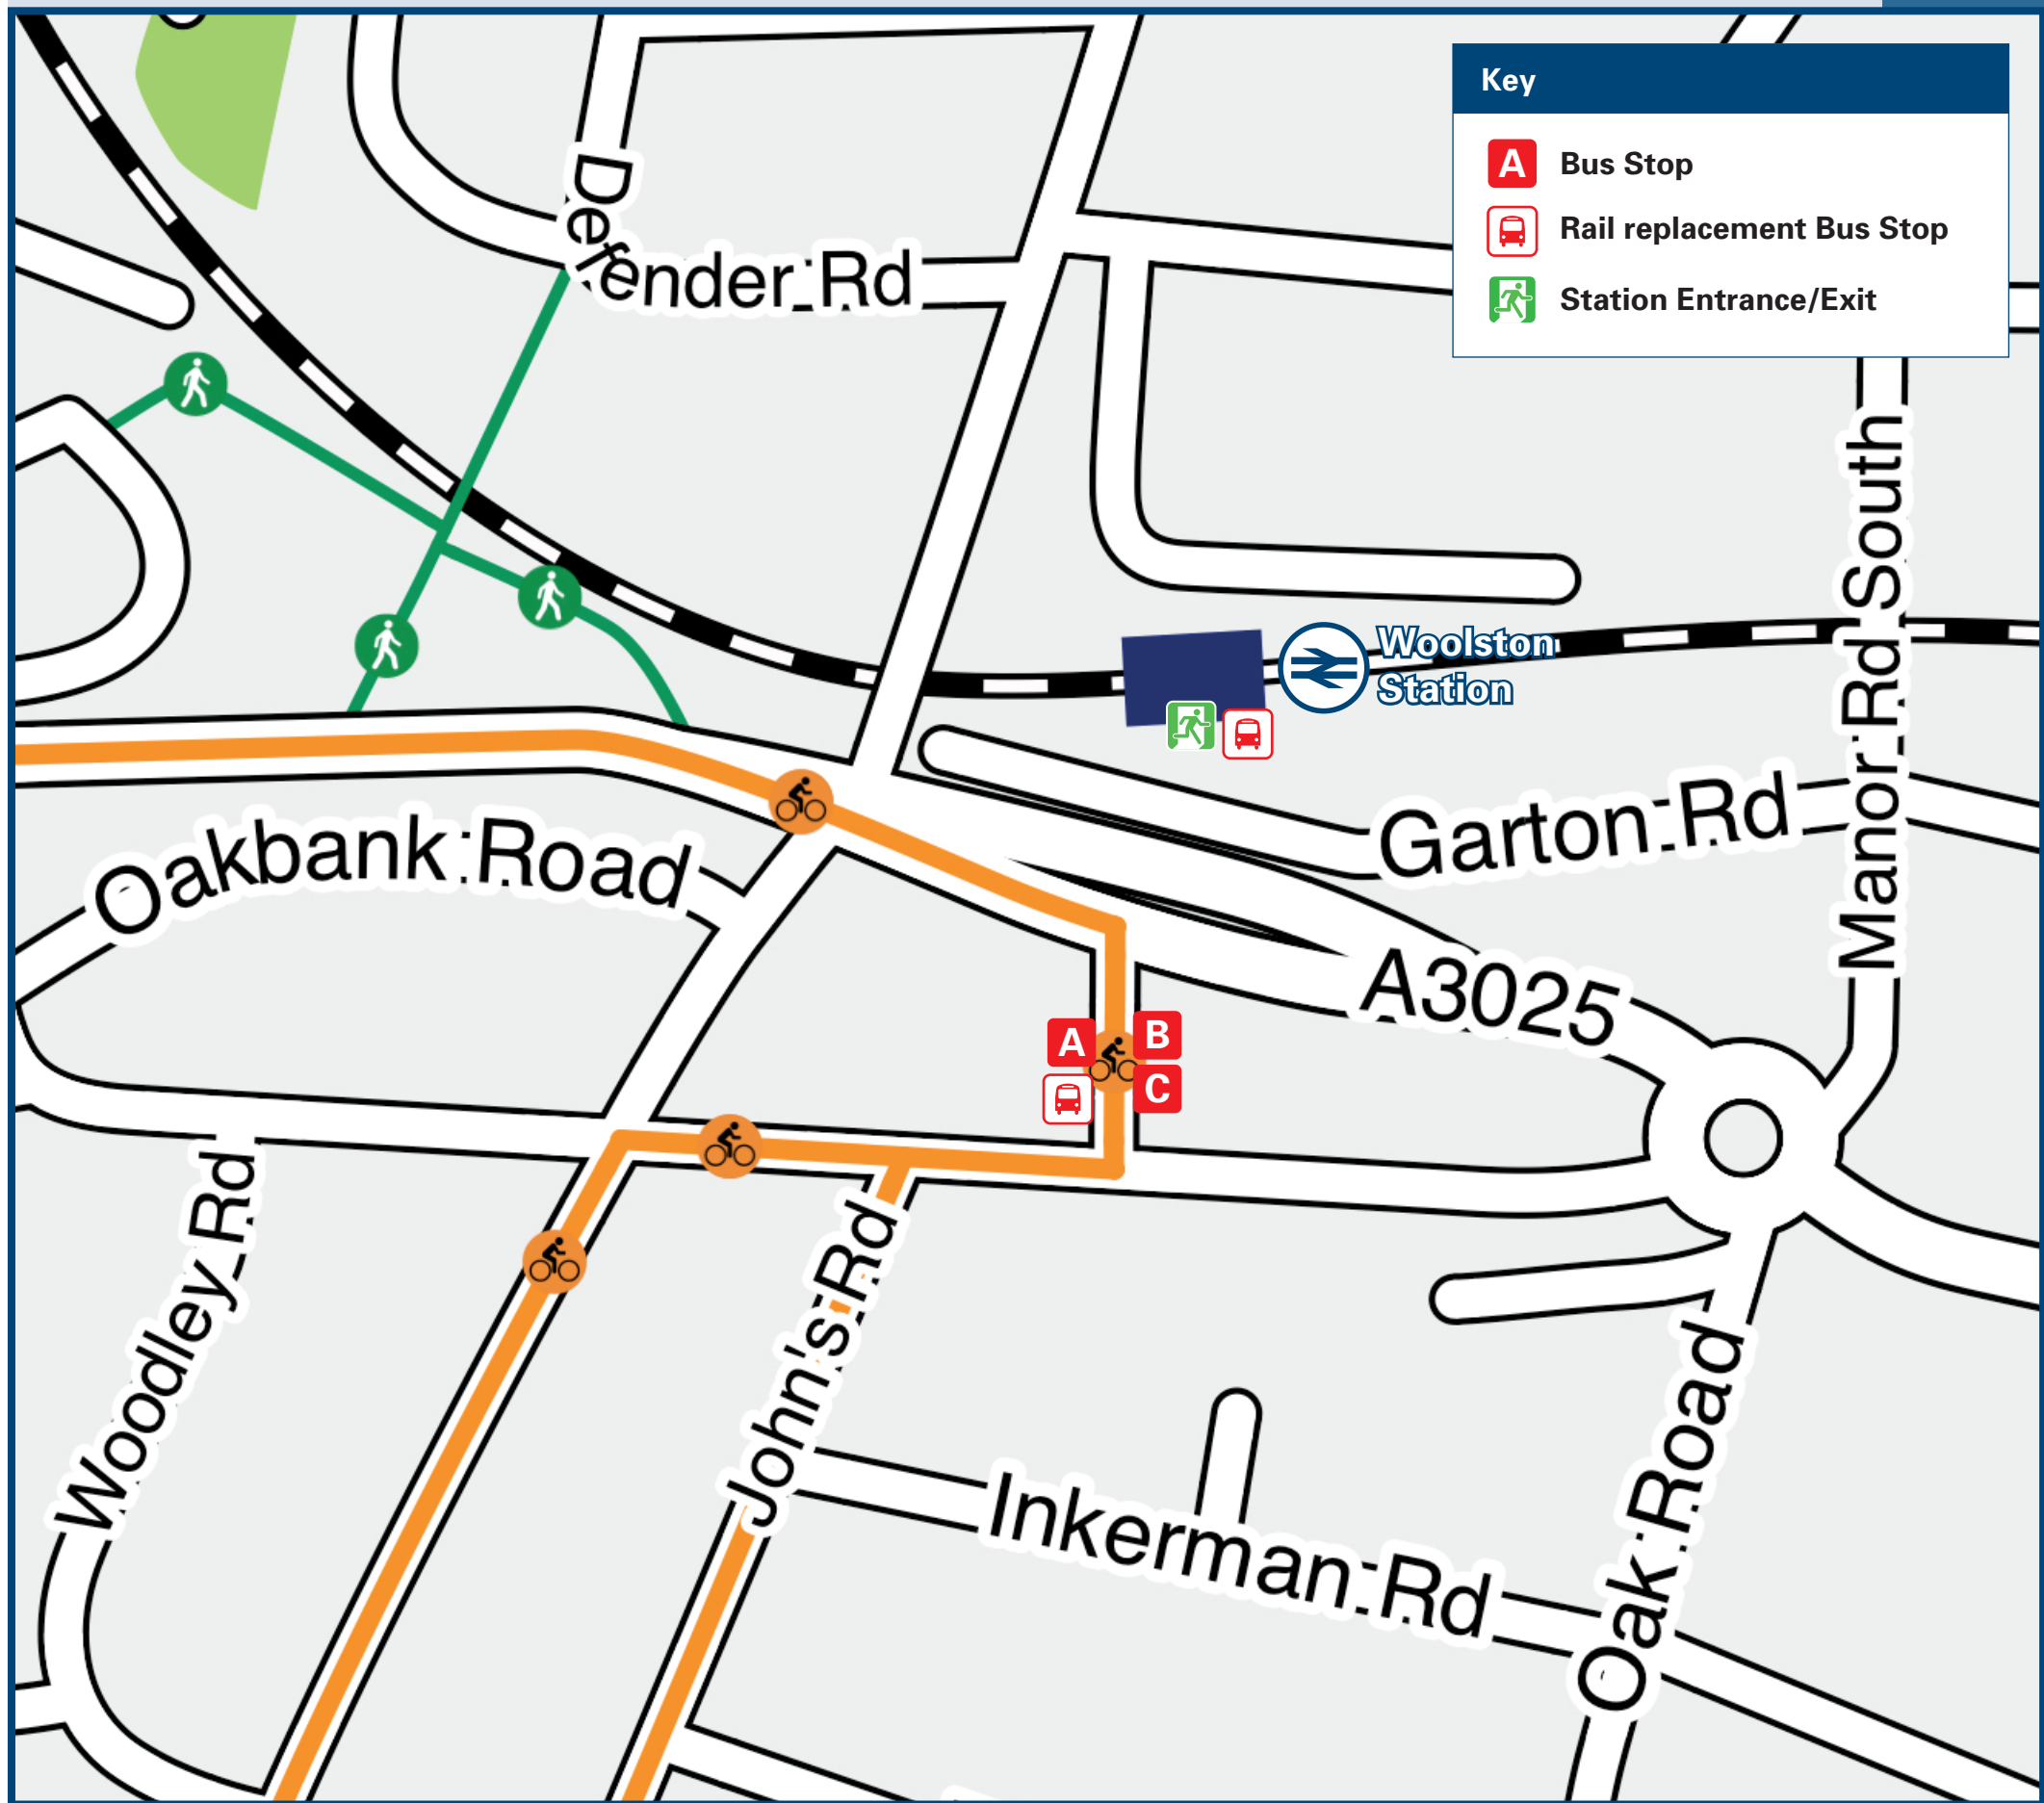 Key
A Bus Stop
Rail replacement Bus Stop
Station Entrance/Exit
Defender Rd
Manor Rd South
Woolston
Station
Garton Rd
Oakbank Road
A3025
A
B
C
Woodley Rd
John's Rd
Inkerman Rd
Oak Road